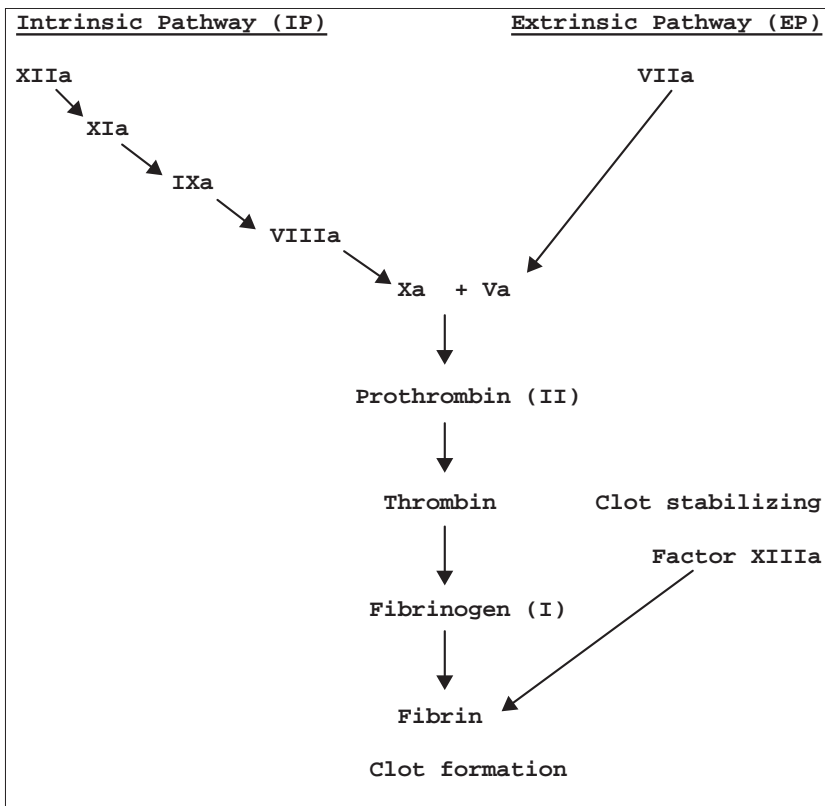 Intrinsic Pathway (IP)
Extrinsic Pathway (EP)
XIIa
VIIa
XIa
IXa
VIIIa
Xa + Va
Prothrombin (II)
Thrombin
Clot stabilizing
Factor XIIIa
Fibrinogen (I)
Fibrin
Clot formation